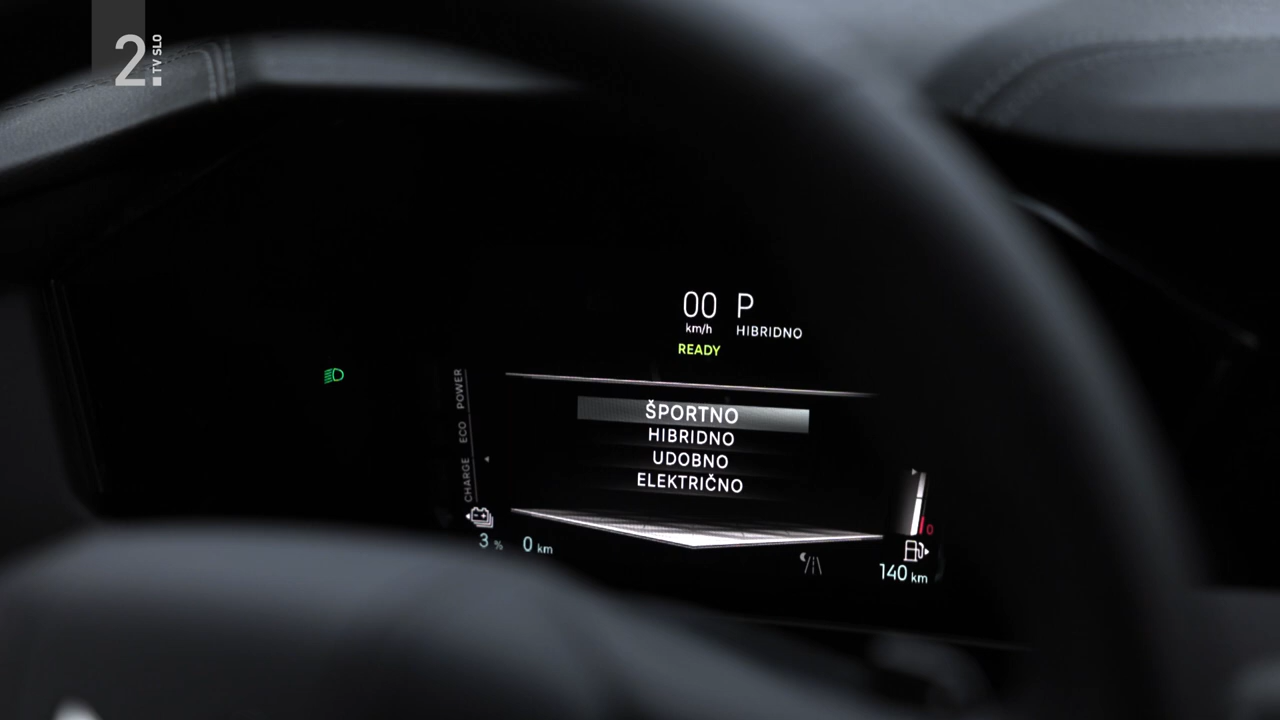 2. TV SLO
00 P
km/h HIBRIDNO
READY
POWER
ECO
CHARGE
ŠPORTNO
HIBRIDNO
UDOBNO
ELEKTRIČNO
0
3 % 0 km
140 km